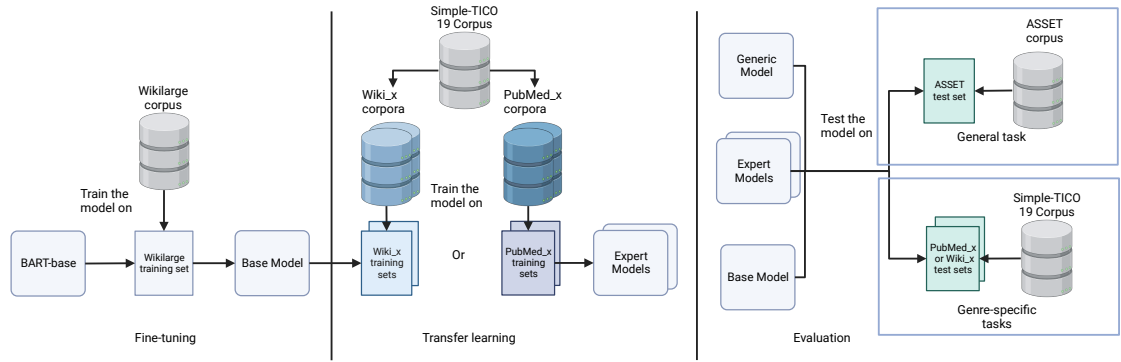 Wikilarge
corpus
Train the
model on
BART-base
Wikilarge
training set
Base Model
Fine-tuning
Simple-TICO
19 Corpus
Wiki_x
corpora
PubMed_x
corpora
Train the
model on
Wiki_x
training
sets
Or
PubMed_x
training
sets
Expert
Models
Transfer learning
Generic
Model
Expert
Models
Base Model
Test the
model on
ASSET
corpus
ASSET
test set
General task
Simple-TICO
19 Corpus
PubMed_x
or Wiki_x
test sets
Genre-specific
tasks
Evaluation